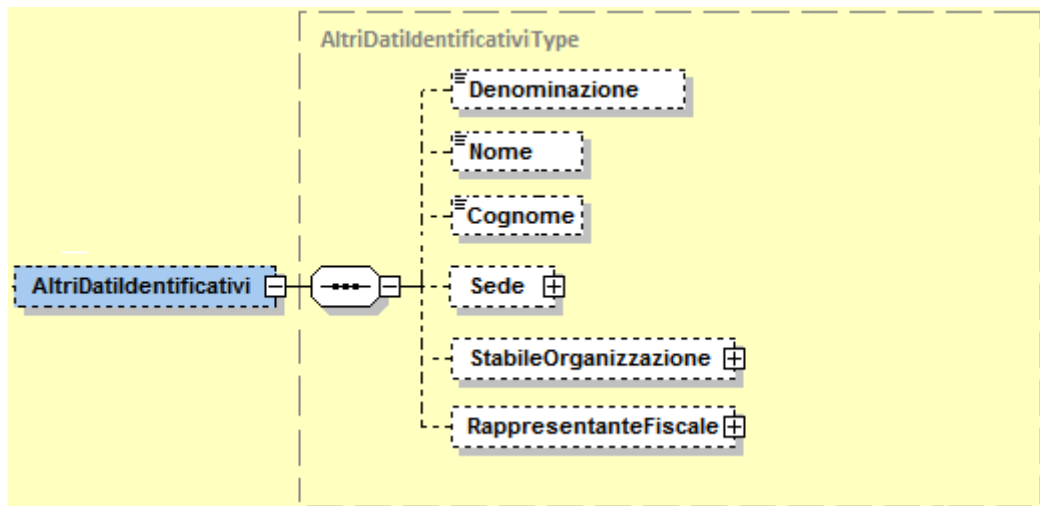 AltriDatiIdentificativiType
Denominazione
Nome
Cognome
AltriDatiIdentificativi
Sede
StabileOrganizzazione
RappresentanteFiscale